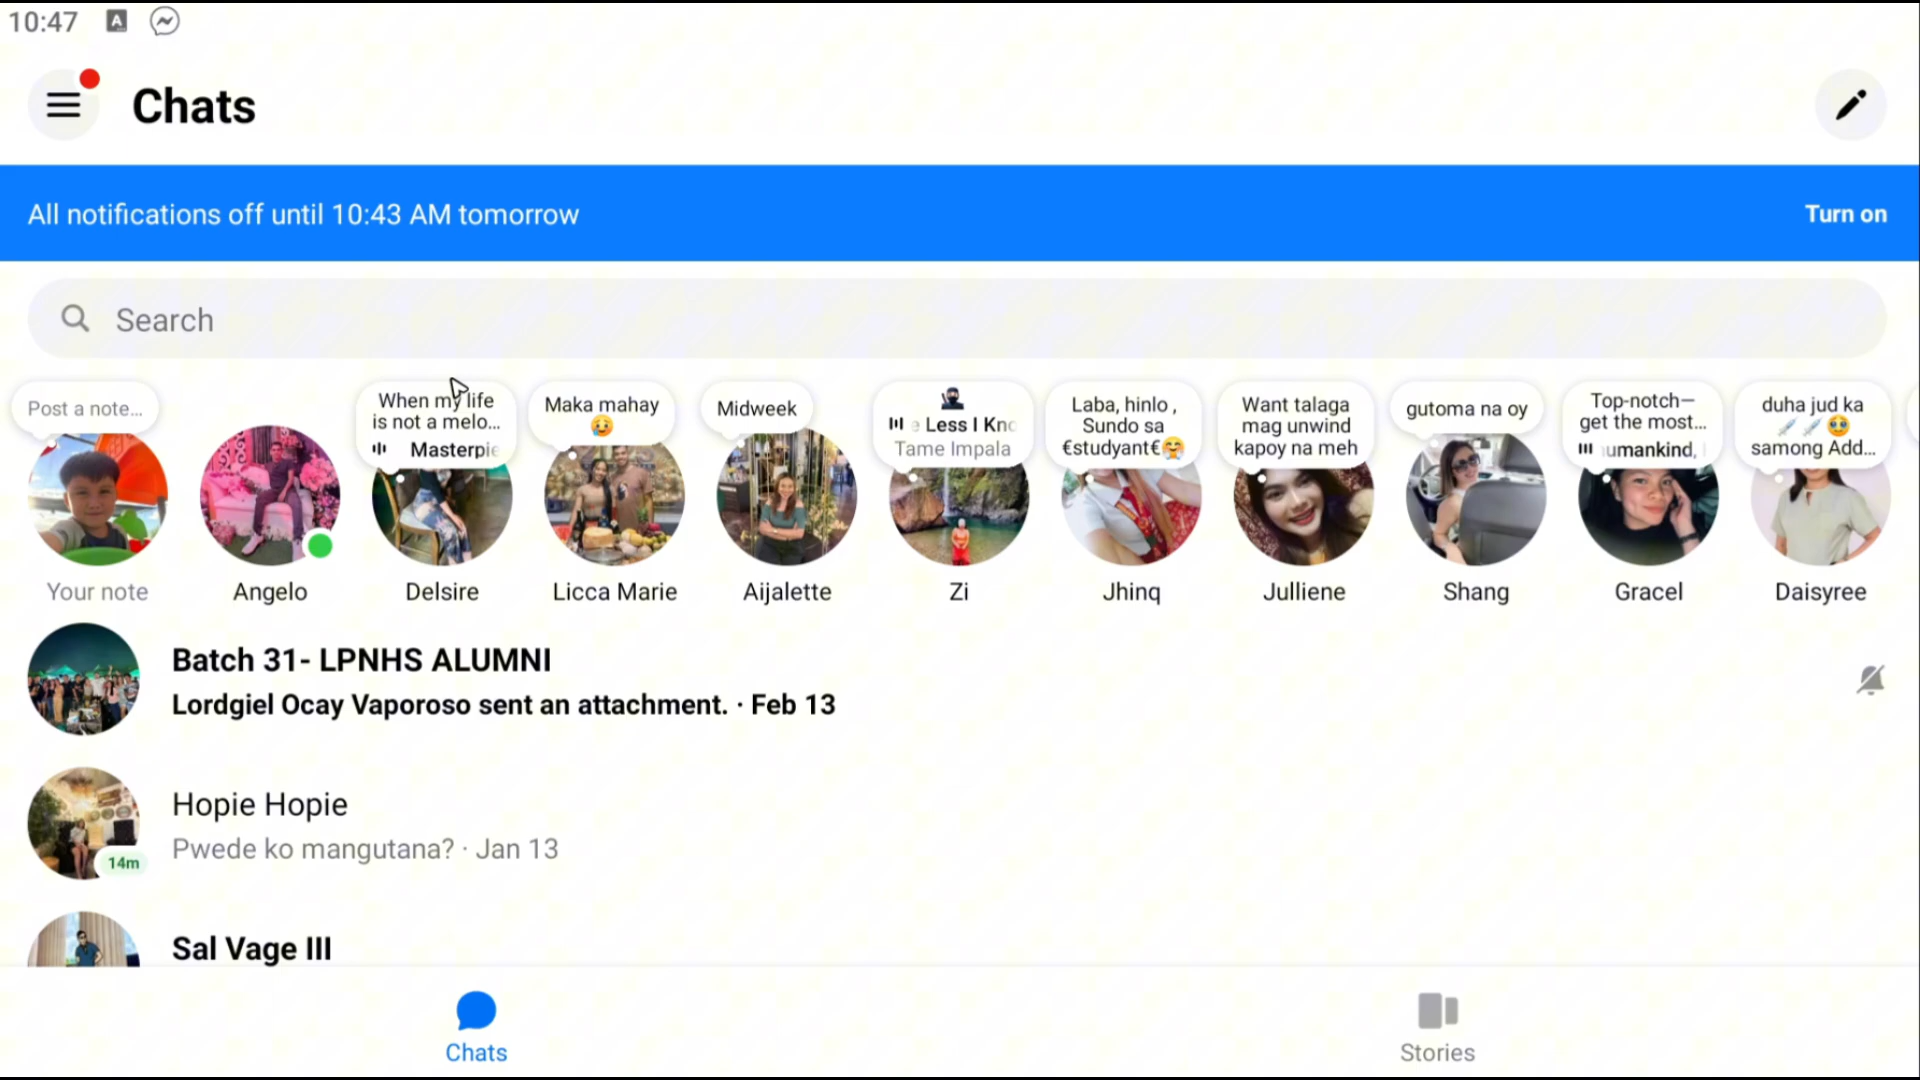 10:47
A
Chats
All notifications off until 10:43 AM tomorrow
Turn on
Search
Post a note...
When my life
is not a melo...
Masterpie
Maka mahay
🥲
Midweek
🥷
e Less I Kno
Tame Impala
Laba, hinlo ,
Sundo sa
€studyant€🤗
Want talaga
mag unwind
kapoy na meh
gutoma na oy
Top-notch—
get the most...
umankind,
duha jud ka
💉💉🥹
samong Add...
Your note
Angelo
Delsire
Licca Marie
Aijalette
Zi
Jhinq
Julliene
Shang
Gracel
Daisyree
Batch 31- LPNHS ALUMNI
Lordgiel Ocay Vaporoso sent an attachment. · Feb 13
Hopie Hopie
Pwede ko mangutana? · Jan 13
14m
Sal Vage III
Chats
Stories